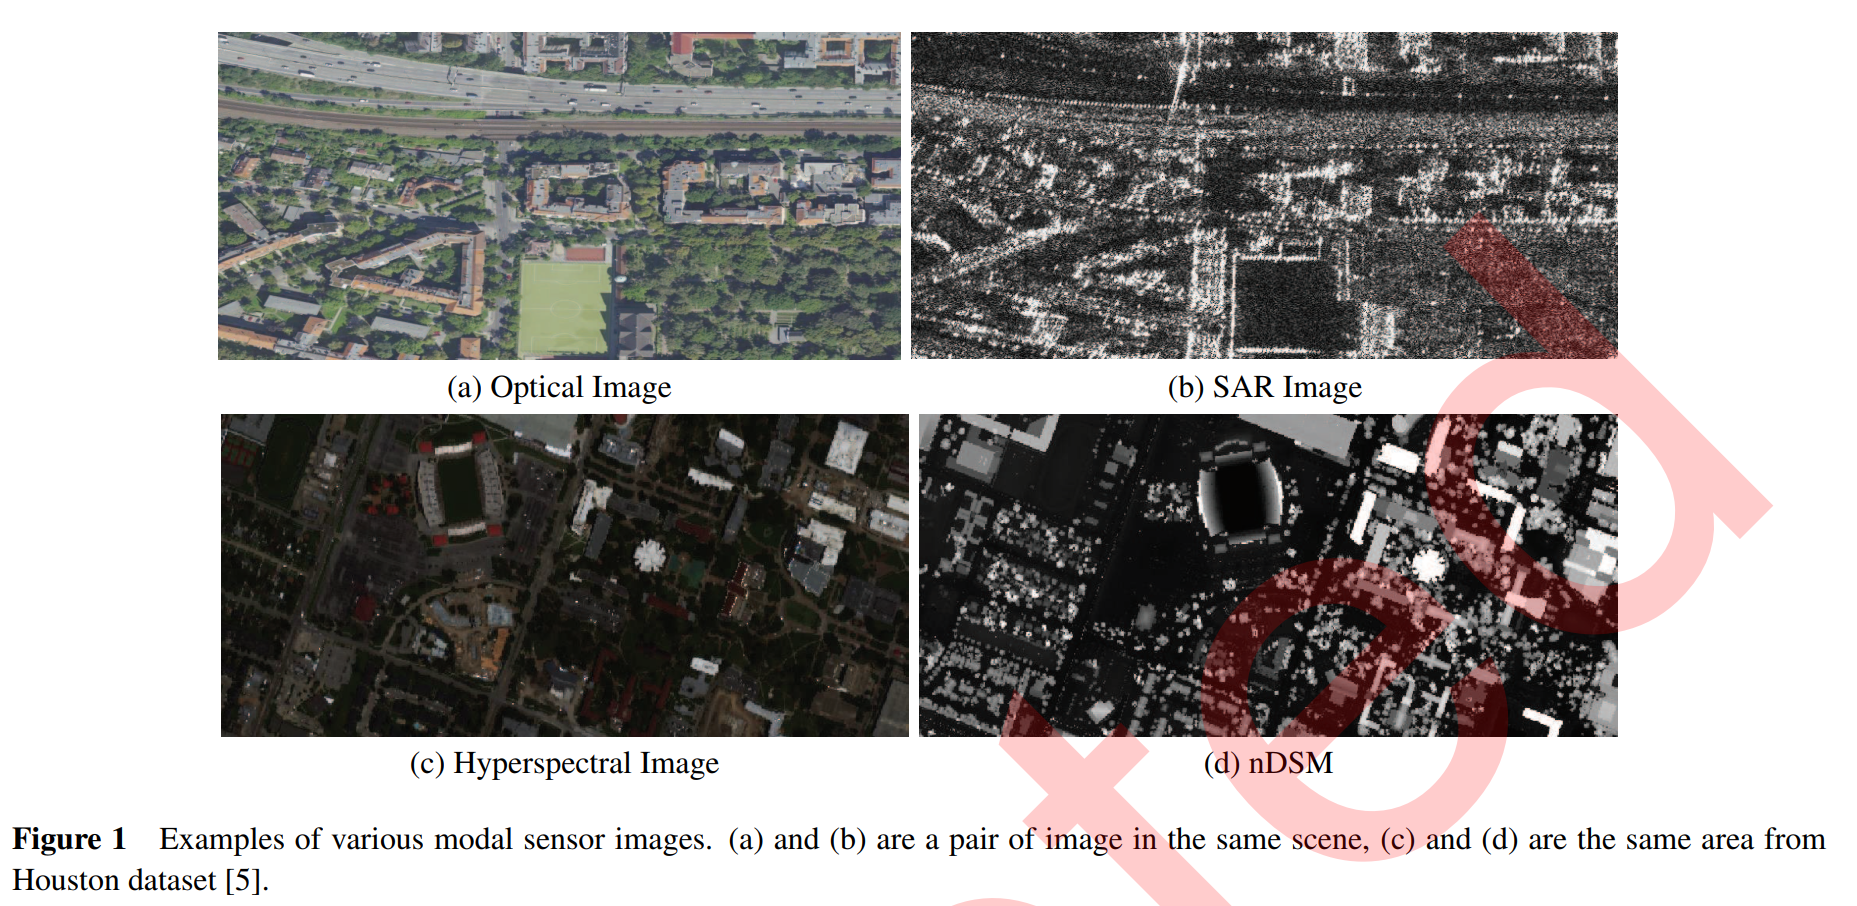 (a) Optical Image
(b) SAR Image
(c) Hyperspectral Image
(d) nDSM
Figure 1 Examples of various modal sensor images. (a) and (b) are a pair of image in the same scene, (c) and (d) are the same area from
Houston dataset [5].
ted